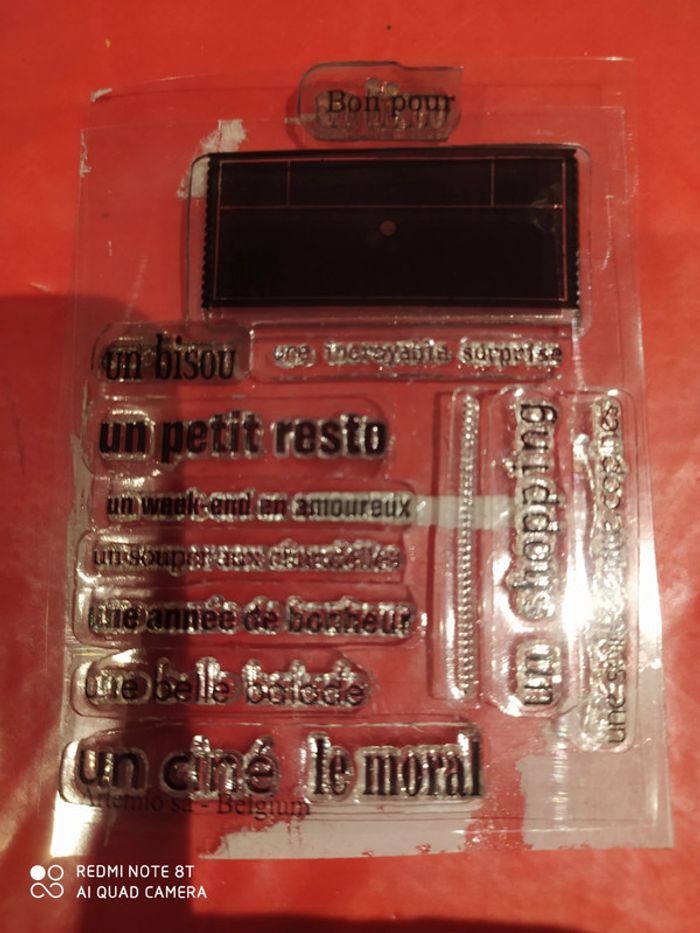 Bon pour
un bisou
une incroyable surprise
un petit resto
un week-end en amoureux
un souper aux chandelles
une année de bonheur
une belle balade
un ciné
le moral
Artemio sa - Belgium
un shopping
une soirée entre copines
REDMI NOTE 8T
AI QUAD CAMERA